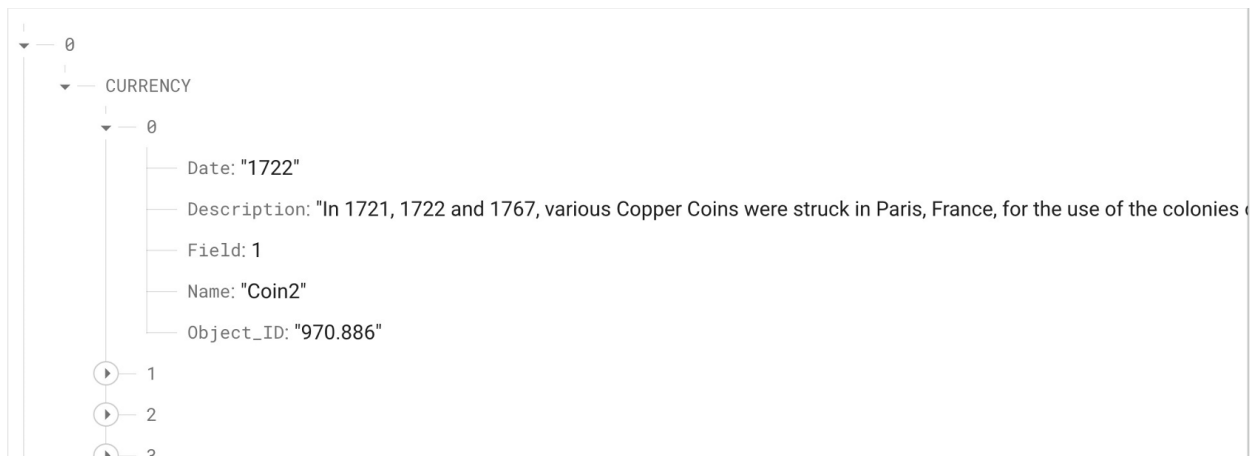 0
CURRENCY
0
Date: "1722"
Description: "In 1721, 1722 and 1767, various Copper Coins were struck in Paris, France, for the use of the colonies
Field: 1
Name: "Coin2"
Object_ID: "970.886"
1
2
3